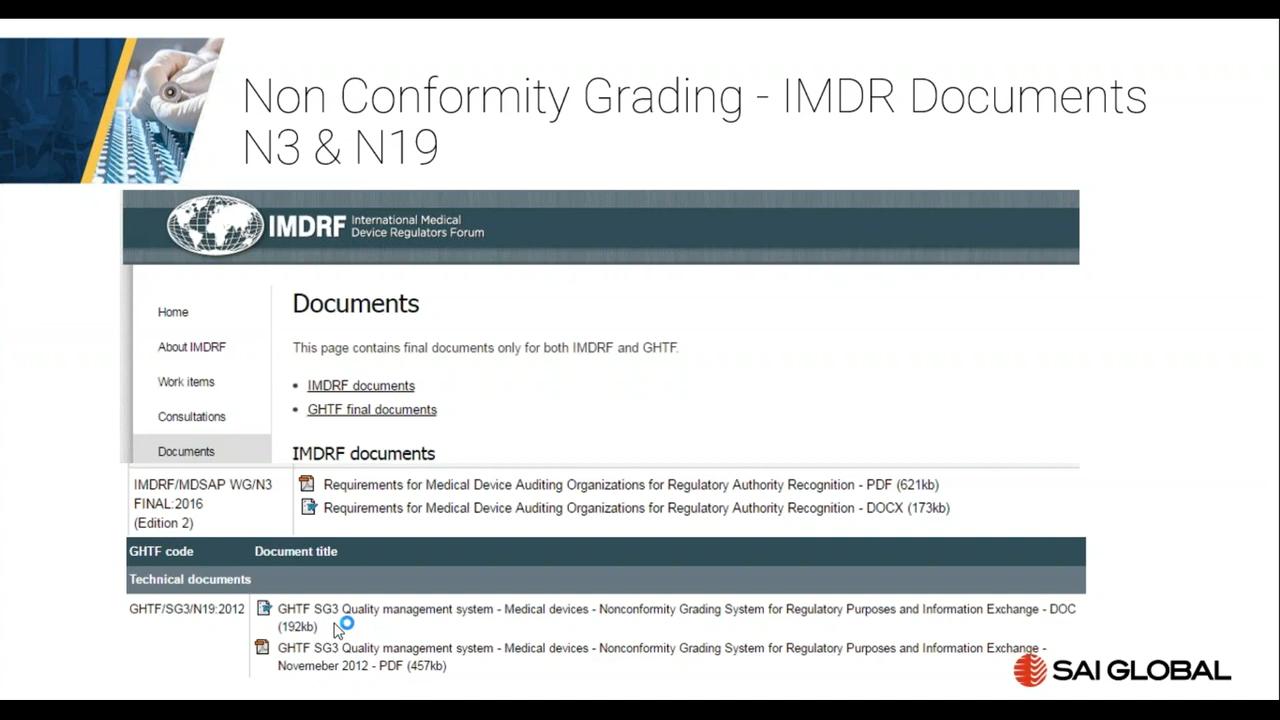 Non Conformity Grading - IMDR Documents
N3 & N19
IMDRF
International Medical
Device Regulators Forum
Home
About IMDRF
Work items
Consultations
Documents
Documents
This page contains final documents only for both IMDRF and GHTF.
• IMDRF documents
• GHTF final documents
IMDRF documents
IMDRF/MDSAP WG/N3
FINAL:2016
(Edition 2)
Requirements for Medical Device Auditing Organizations for Regulatory Authority Recognition - PDF (621kb)
Requirements for Medical Device Auditing Organizations for Regulatory Authority Recognition - DOCX (173kb)
GHTF code Document title
Technical documents
GHTF/SG3/N19:2012
GHTF SG3 Quality management system - Medical devices - Nonconformity Grading System for Regulatory Purposes and Information Exchange - DOC
(192kb)
GHTF SG3 Quality management system - Medical devices - Nonconformity Grading System for Regulatory Purposes and Information Exchange -
Novemeber 2012 - PDF (457kb)
SAI GLOBAL